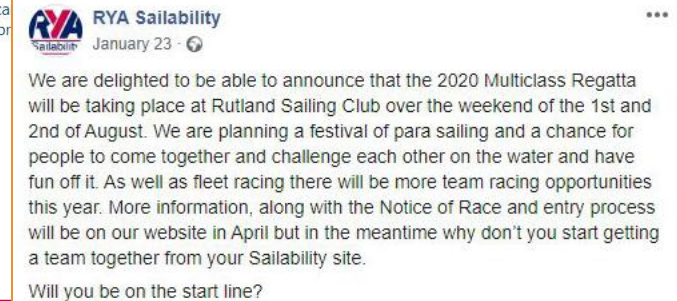 RYA Sailability
January 23
RYA
Sailability
We are delighted to be able to announce that the 2020 Multiclass Regatta
will be taking place at Rutland Sailing Club over the weekend of the 1st and
2nd of August. We are planning a festival of para sailing and a chance for
people to come together and challenge each other on the water and have
fun off it. As well as fleet racing there will be more team racing opportunities
this year. More information, along with the Notice of Race and entry process
will be on our website in April but in the meantime why don't you start getting
a team together from your Sailability site.
Will you be on the start line?